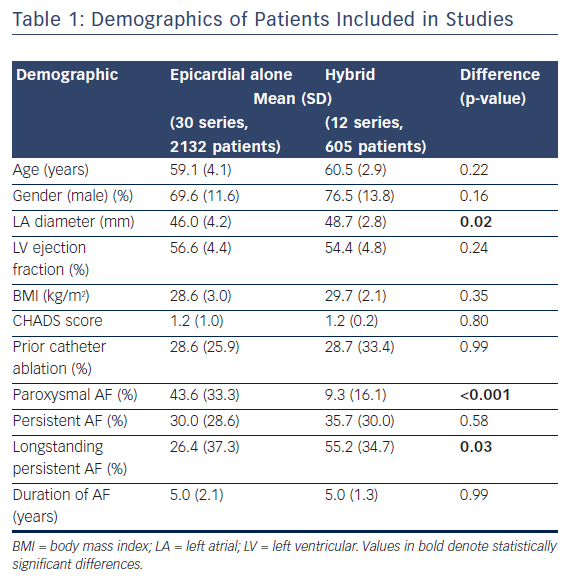 Table 1: Demographics of Patients Included in Studies
Demographic Epicardial alone Hybrid Difference
Mean (SD) (p-value)
(30 series, (12 series,
2132 patients) 605 patients)
Age (years) 59.1 (4.1) 60.5 (2.9) 0.22
Gender (male) (%) 69.6 (11.6) 76.5 (13.8) 0.16
LA diameter (mm) 46.0 (4.2) 48.7 (2.8) 0.02
LV ejection 56.6 (4.4) 54.4 (4.8) 0.24
fraction (%)
BMI (kg/m²) 28.6 (3.0) 29.7 (2.1) 0.35
CHADS score 1.2 (1.0) 1.2 (0.2) 0.80
Prior catheter 28.6 (25.9) 28.7 (33.4) 0.99
ablation (%)
Paroxysmal AF (%) 43.6 (33.3) 9.3 (16.1) <0.001
Persistent AF (%) 30.0 (28.6) 35.7 (30.0) 0.58
Longstanding 26.4 (37.3) 55.2 (34.7) 0.03
persistent AF (%)
Duration of AF 5.0 (2.1) 5.0 (1.3) 0.99
(years)
BMI = body mass index; LA = left atrial; LV = left ventricular. Values in bold denote statistically
significant differences.